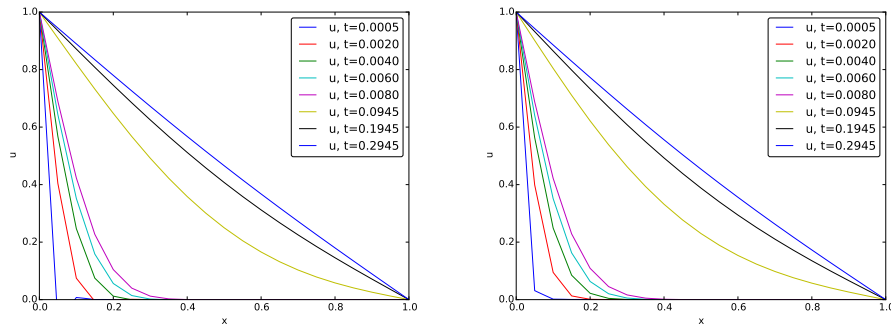 1.0
0.8
0.6
0.4
0.2
0.0
u
0.0 0.2 0.4 0.6 0.8 1.0
x
u, t=0.0005
u, t=0.0020
u, t=0.0040
u, t=0.0060
u, t=0.0080
u, t=0.0945
u, t=0.1945
u, t=0.2945
1.0
0.8
0.6
0.4
0.2
0.0
u
0.0 0.2 0.4 0.6 0.8 1.0
x
u, t=0.0005
u, t=0.0020
u, t=0.0040
u, t=0.0060
u, t=0.0080
u, t=0.0945
u, t=0.1945
u, t=0.2945